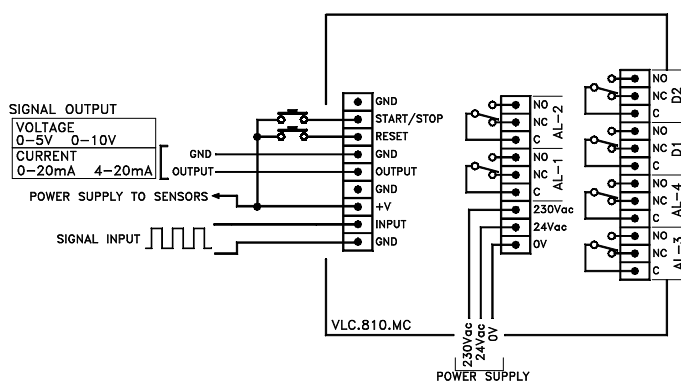 SIGNAL OUTPUT
VOLTAGE
0-5V 0-10V
CURRENT
0-20mA 4-20mA
GND
OUTPUT
POWER SUPPLY TO SENSORS
SIGNAL INPUT
GND
START/STOP
RESET
GND
OUTPUT
GND
+V
INPUT
GND
VLC.810.MC
NO
NC
C
AL-2
NO
NC
C
AL-1
230Vac
24Vac
0V
230Vac
24Vac
0V
POWER SUPPLY
NO
NC
C
D2
NO
NC
C
D1
NO
NC
C
AL-4
NO
NC
C
AL-3